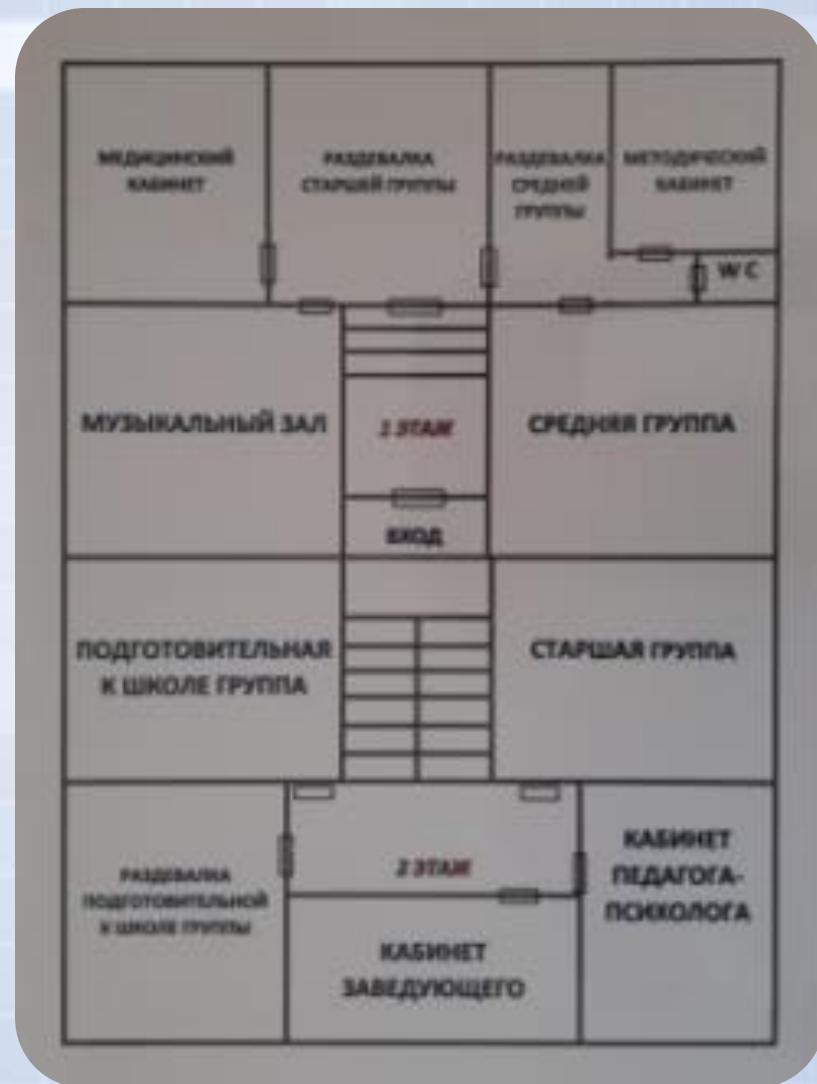 МЕДИЦИНСКИЙ
КАБИНЕТ
РАЗДЕВАЛКА
СТАРШЕЙ ГРУППЫ
РАЗДЕВАЛКА
СРЕДНЕЙ
ГРУППЫ
МЕТОДИЧЕСКИЙ
КАБИНЕТ
W C
МУЗЫКАЛЬНЫЙ ЗАЛ
1 ЭТАЖ
СРЕДНЯЯ ГРУППА
ВХОД
ПОДГОТОВИТЕЛЬНАЯ
К ШКОЛЕ ГРУППА
СТАРШАЯ ГРУППА
РАЗДЕВАЛКА
ПОДГОТОВИТЕЛЬНОЙ
К ШКОЛЕ ГРУППЫ
2 ЭТАЖ
КАБИНЕТ
ЗАВЕДУЮЩЕГО
КАБИНЕТ
ПЕДАГОГА-
ПСИХОЛОГА